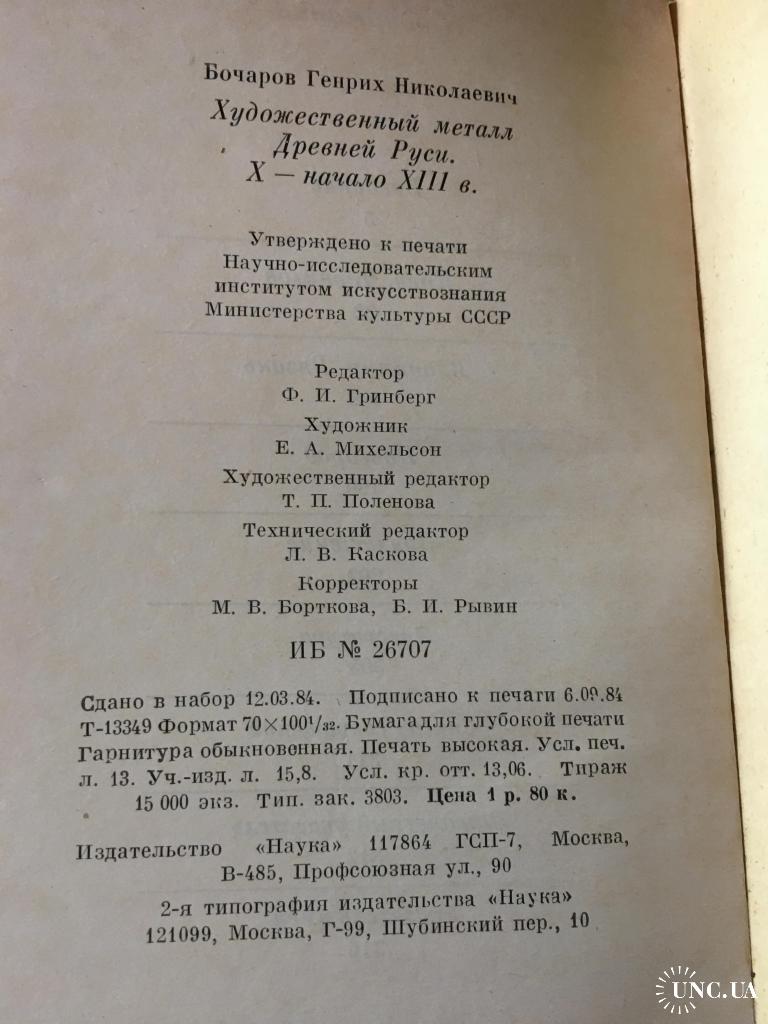 Бочаров Генрих Николаевич
Художественный металл
Древней Руси.
X — начало XIII в.
Утверждено к печати
Научно-исследовательским
институтом искусствознания
Министерства культуры СССР
Редактор
Ф. И. Гринберг
Художник
Е. А. Михельсон
Художественный редактор
Т. П. Поленова
Технический редактор
Л. В. Каскова
Корректоры
М. В. Борткова, Б. И. Рывин
ИБ № 26707
Сдано в набор 12.03.84. Подписано к печати 6.09.84
Т-13349 Формат 70×100¹/₃₂. Бумага для глубокой печати
Гарнитура обыкновенная. Печать высокая. Усл. печ.
л. 13. Уч.-изд. л. 15,8. Усл. кр. отт. 13,06. Тираж
15 000 экз. Тип. зак. 3803. Цена 1 р. 80 к.
Издательство «Наука» 117864 ГСП-7, Москва,
В-485, Профсоюзная ул., 90
2-я типография издательства «Наука»
121099, Москва, Г-99, Шубинский пер., 10
UNC.UA